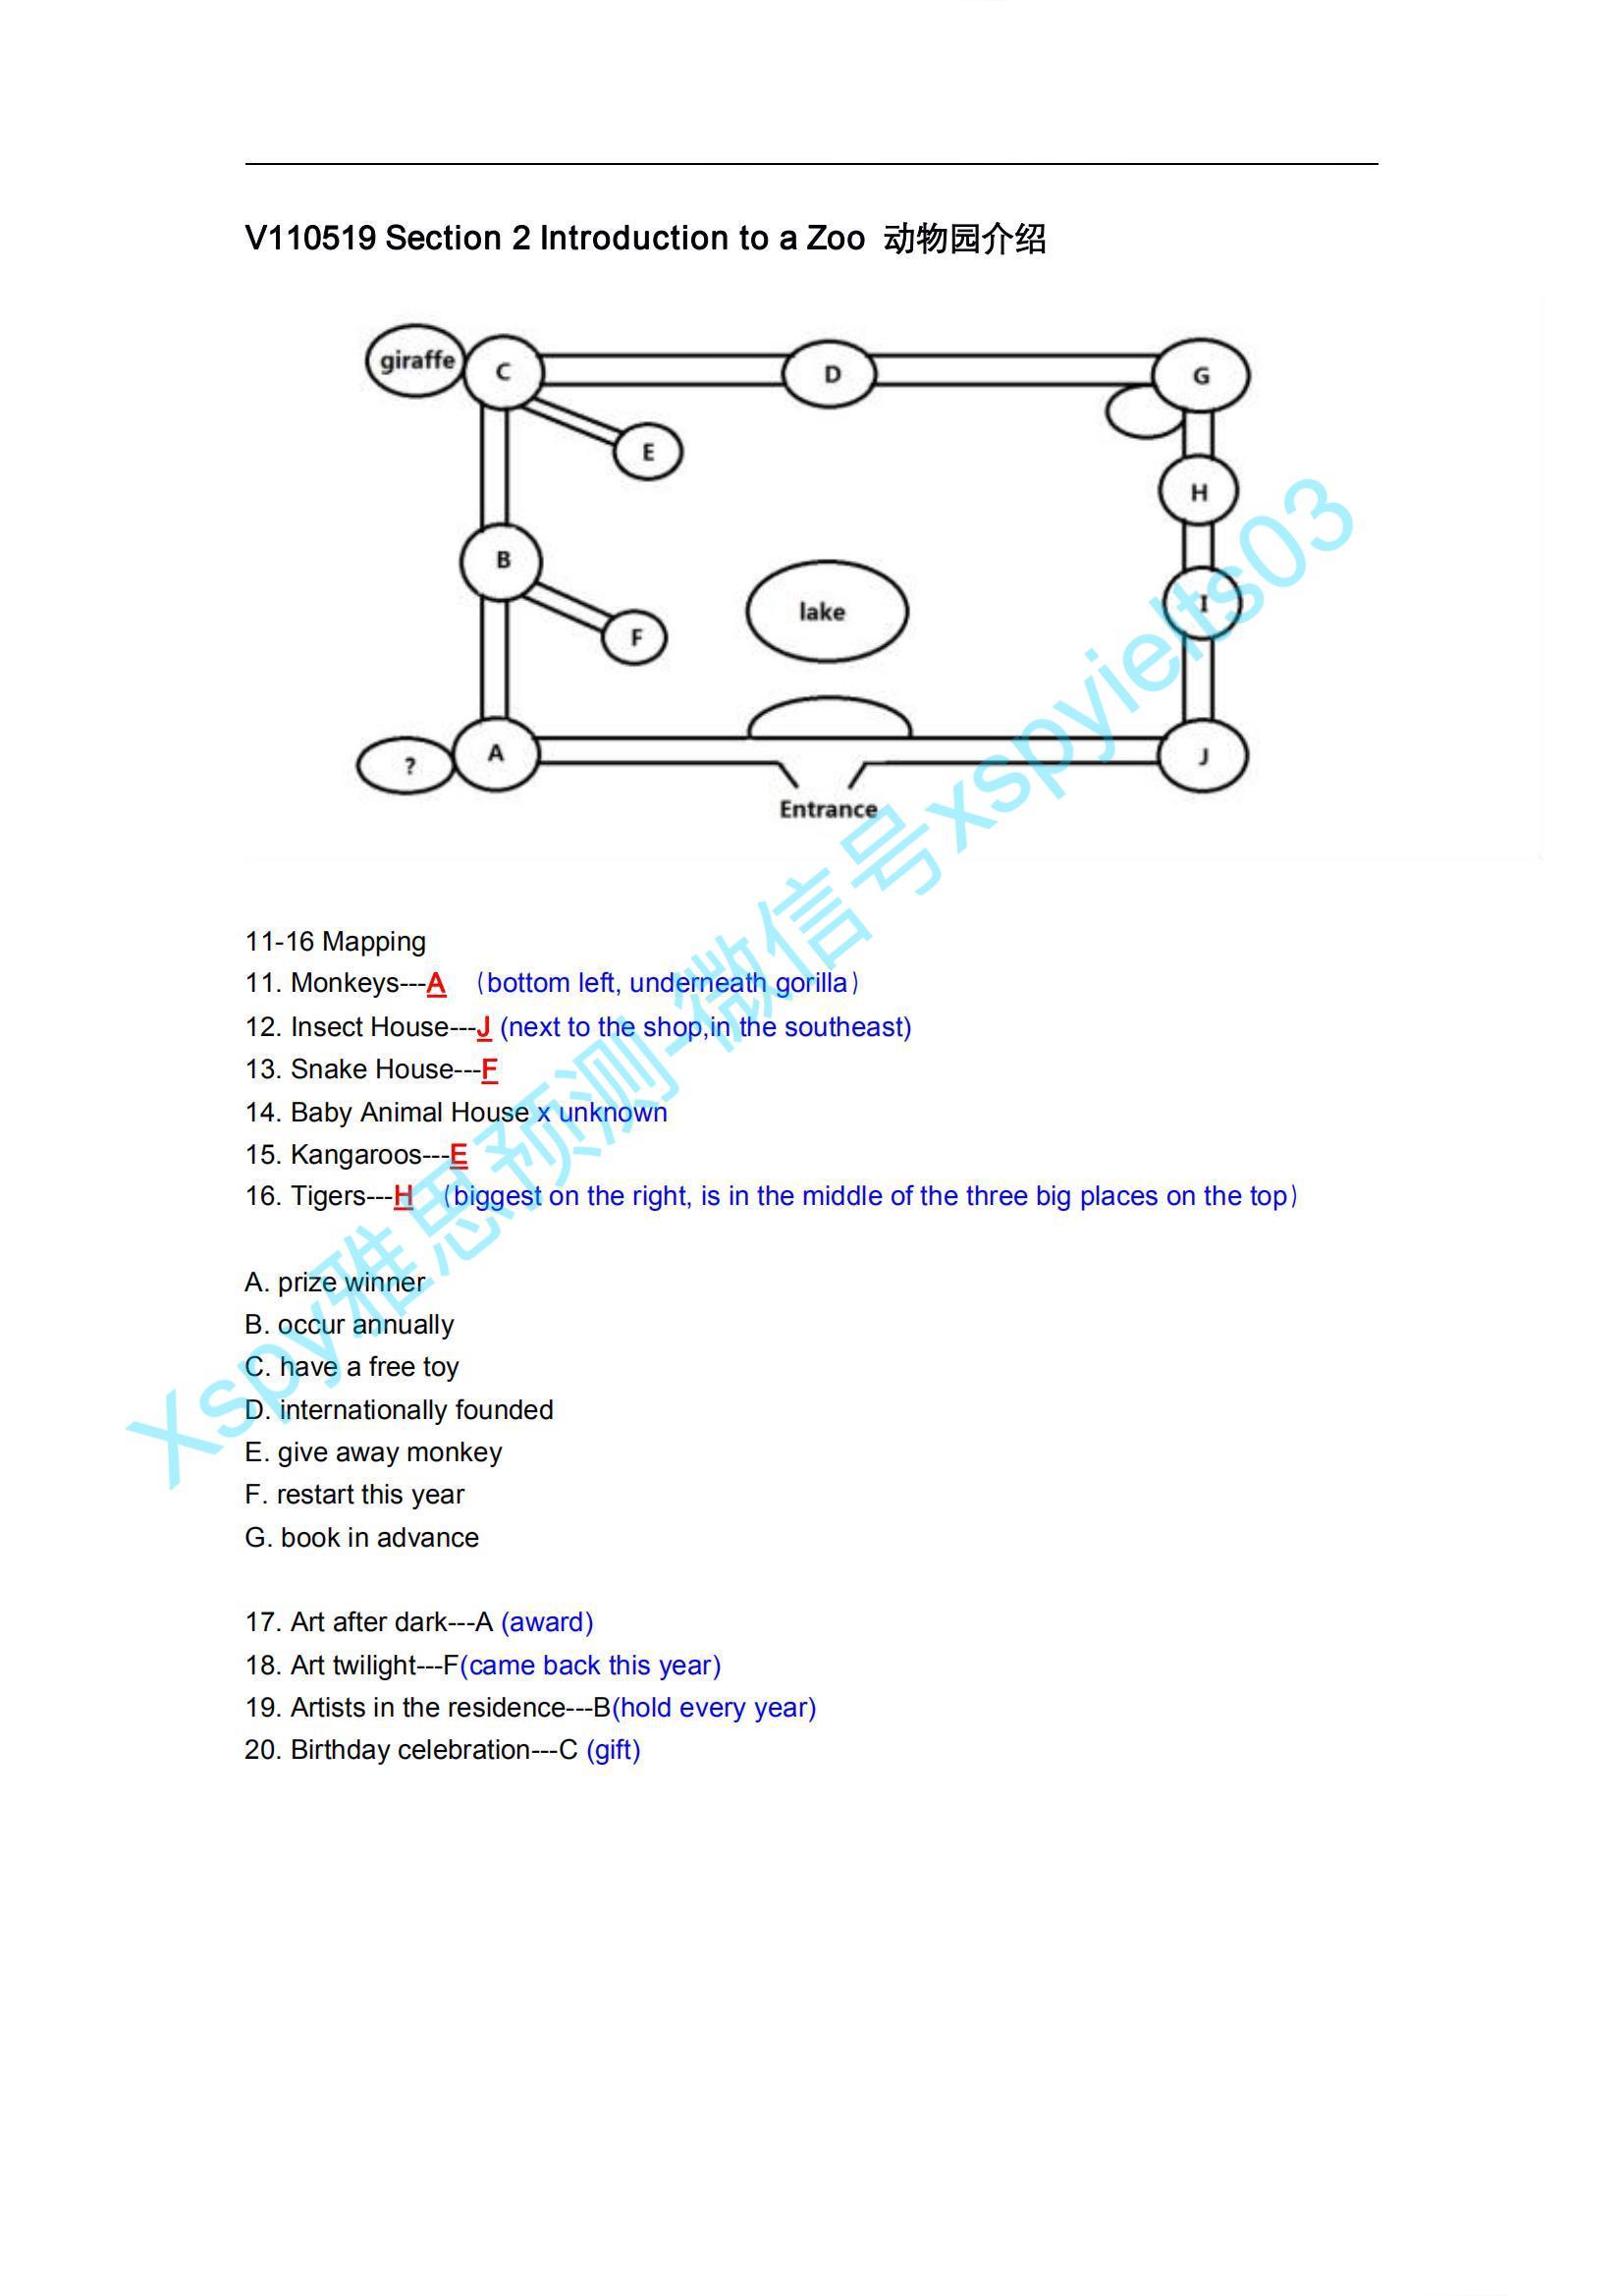 V110519 Section 2 Introduction to a Zoo 动物园介绍
giraffe
C
D
G
E
H
B
lake
I
F
?
A
J
Entrance
11-16 Mapping
11. Monkeys---A （bottom left, underneath gorilla）
12. Insect House---J (next to the shop,in the southeast)
13. Snake House---F
14. Baby Animal House x unknown
15. Kangaroos---E
16. Tigers---H （biggest on the right, is in the middle of the three big places on the top）
A. prize winner
B. occur annually
C. have a free toy
D. internationally founded
E. give away monkey
F. restart this year
G. book in advance
17. Art after dark---A (award)
18. Art twilight---F(came back this year)
19. Artists in the residence---B(hold every year)
20. Birthday celebration---C (gift)
Xspy雅思预测-微信号xspyielts03